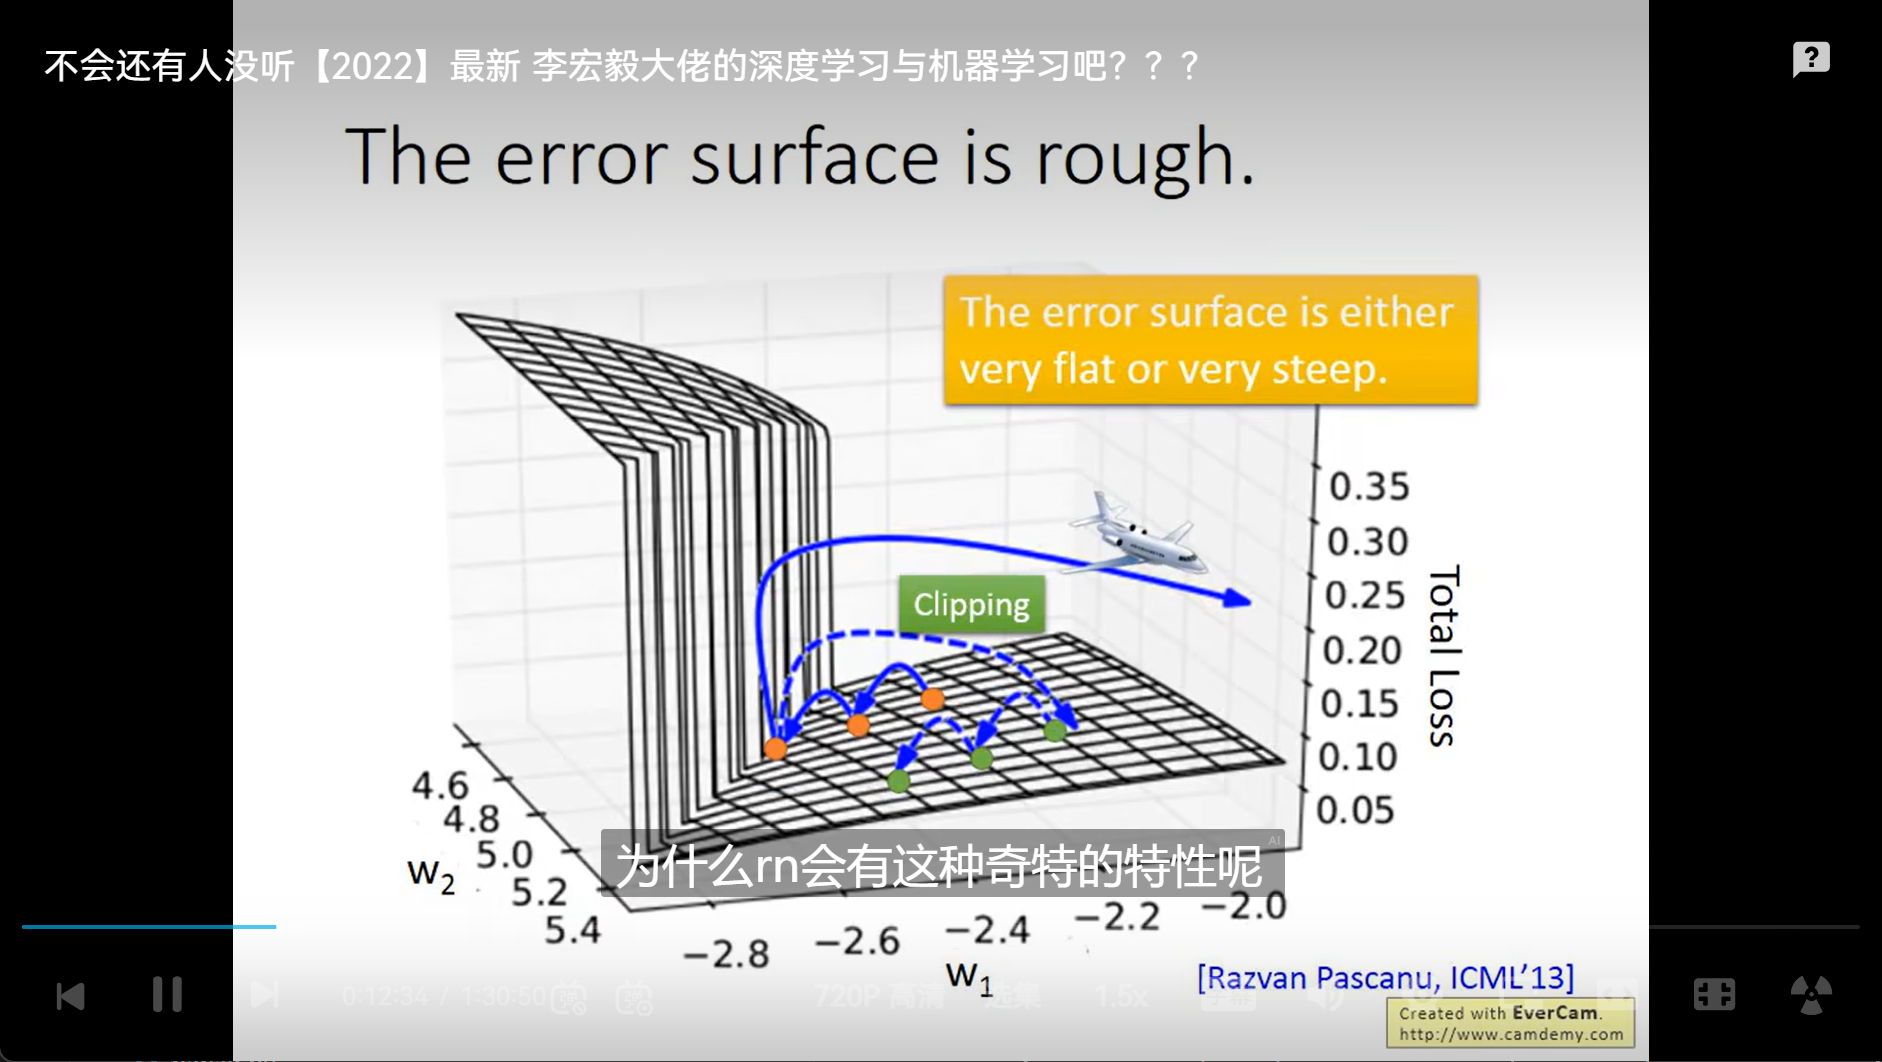 不会还有人没听【2022】最新 李宏毅大佬的深度学习与机器学习吧？？？
The error surface is rough.
The error surface is either
very flat or very steep.
Clipping
0.35
0.30
0.25
0.20
0.15
0.10
0.05
Total Loss
4.6
4.8
5.0
5.2
5.4
w2
AI
为什么rn会有这种奇特的特性呢
−2.8
−2.6
−2.4
−2.2
−2.0
w1
[Razvan Pascanu, ICML’13]
0:12:34 / 1:30:50
720P 高清
选集
1.5x
Created with EverCam.
http://www.camdemy.com